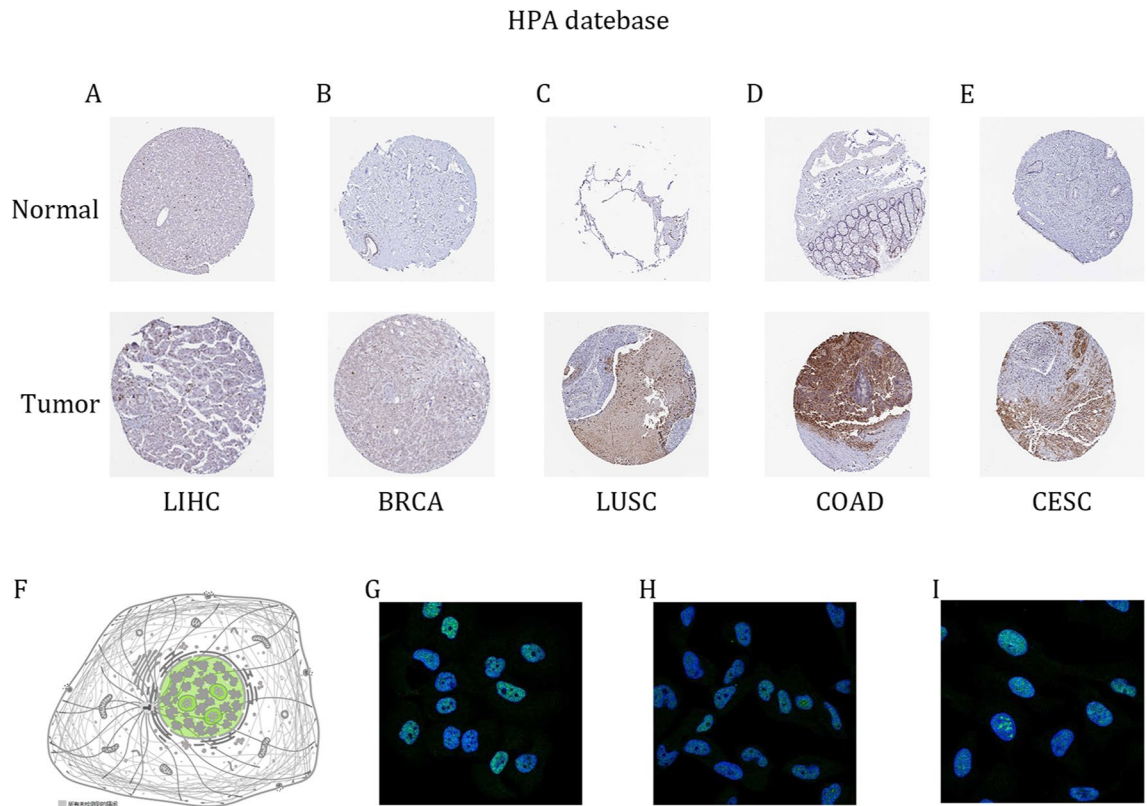 HPA datebase
A
B
C
D
E
Normal
Tumor
LIHC
BRCA
LUSC
COAD
CESC
F
G
H
I